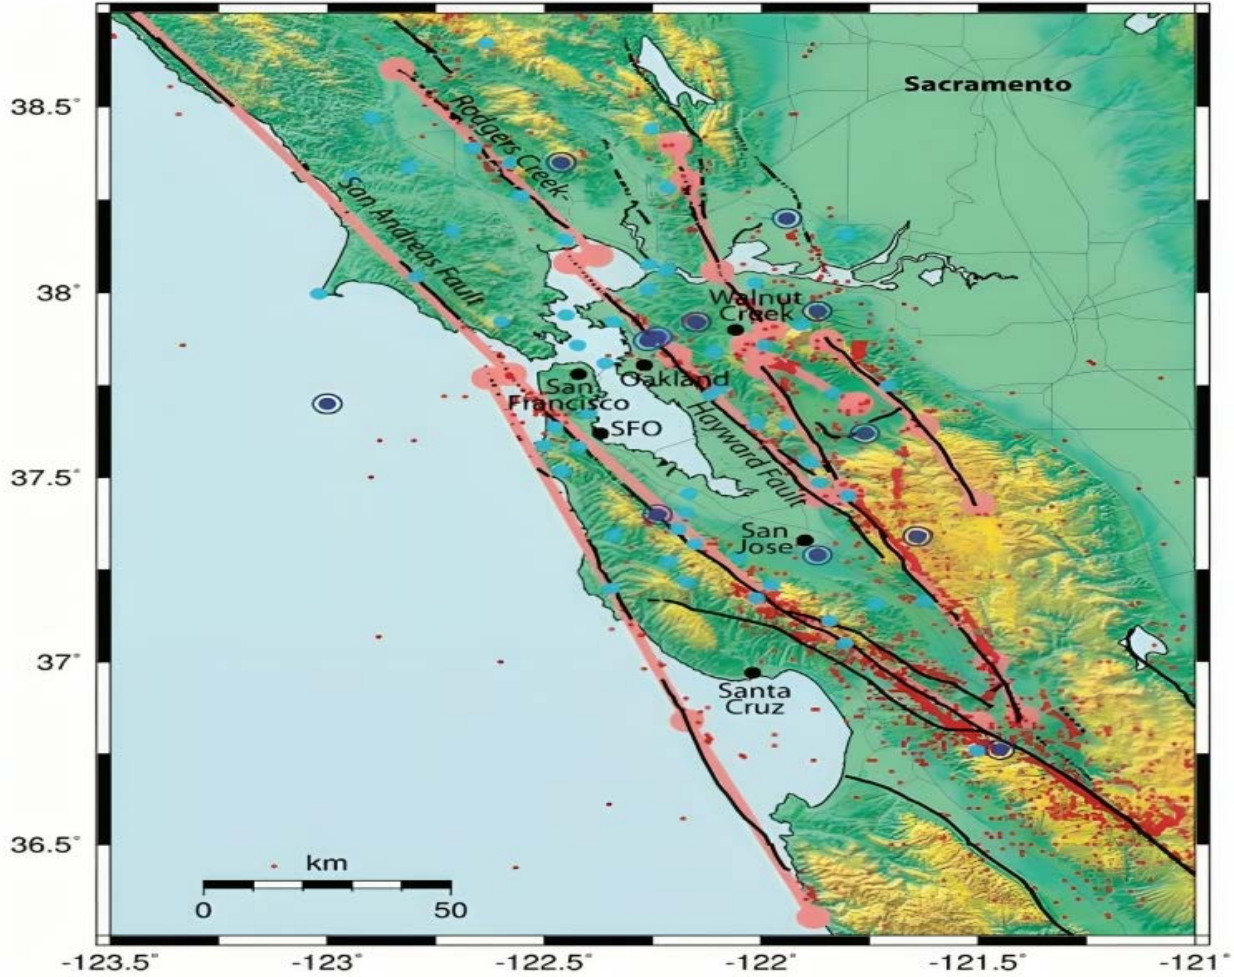 38.5°
38°
37.5°
37°
36.5°
Sacramento
Rodgers Creek
San Andreas Fault
Walnut
Creek
Oakland
San
Francisco
SFO
Hayward Fault
San
Jose
Santa
Cruz
km
0 50
-123.5° -123° -122.5° -122° -121.5° -121°